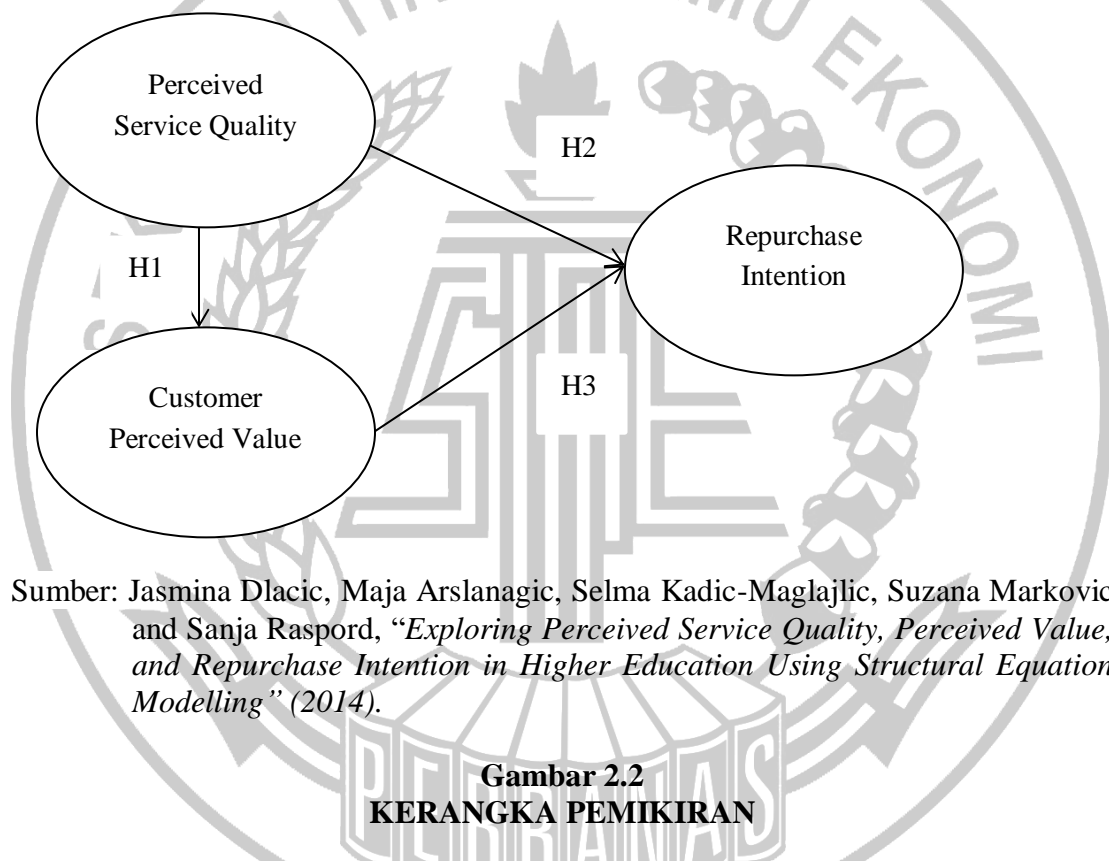 Perceived
Service Quality
H2
Repurchase
Intention
H1
H3
Customer
Perceived Value
Sumber: Jasmina Dlacic, Maja Arslanagic, Selma Kadic-Maglajlic, Suzana Markovic
and Sanja Raspord, “Exploring Perceived Service Quality, Perceived Value,
and Repurchase Intention in Higher Education Using Structural Equation
Modelling” (2014).
Gambar 2.2
KERANGKA PEMIKIRAN
EKONOMI